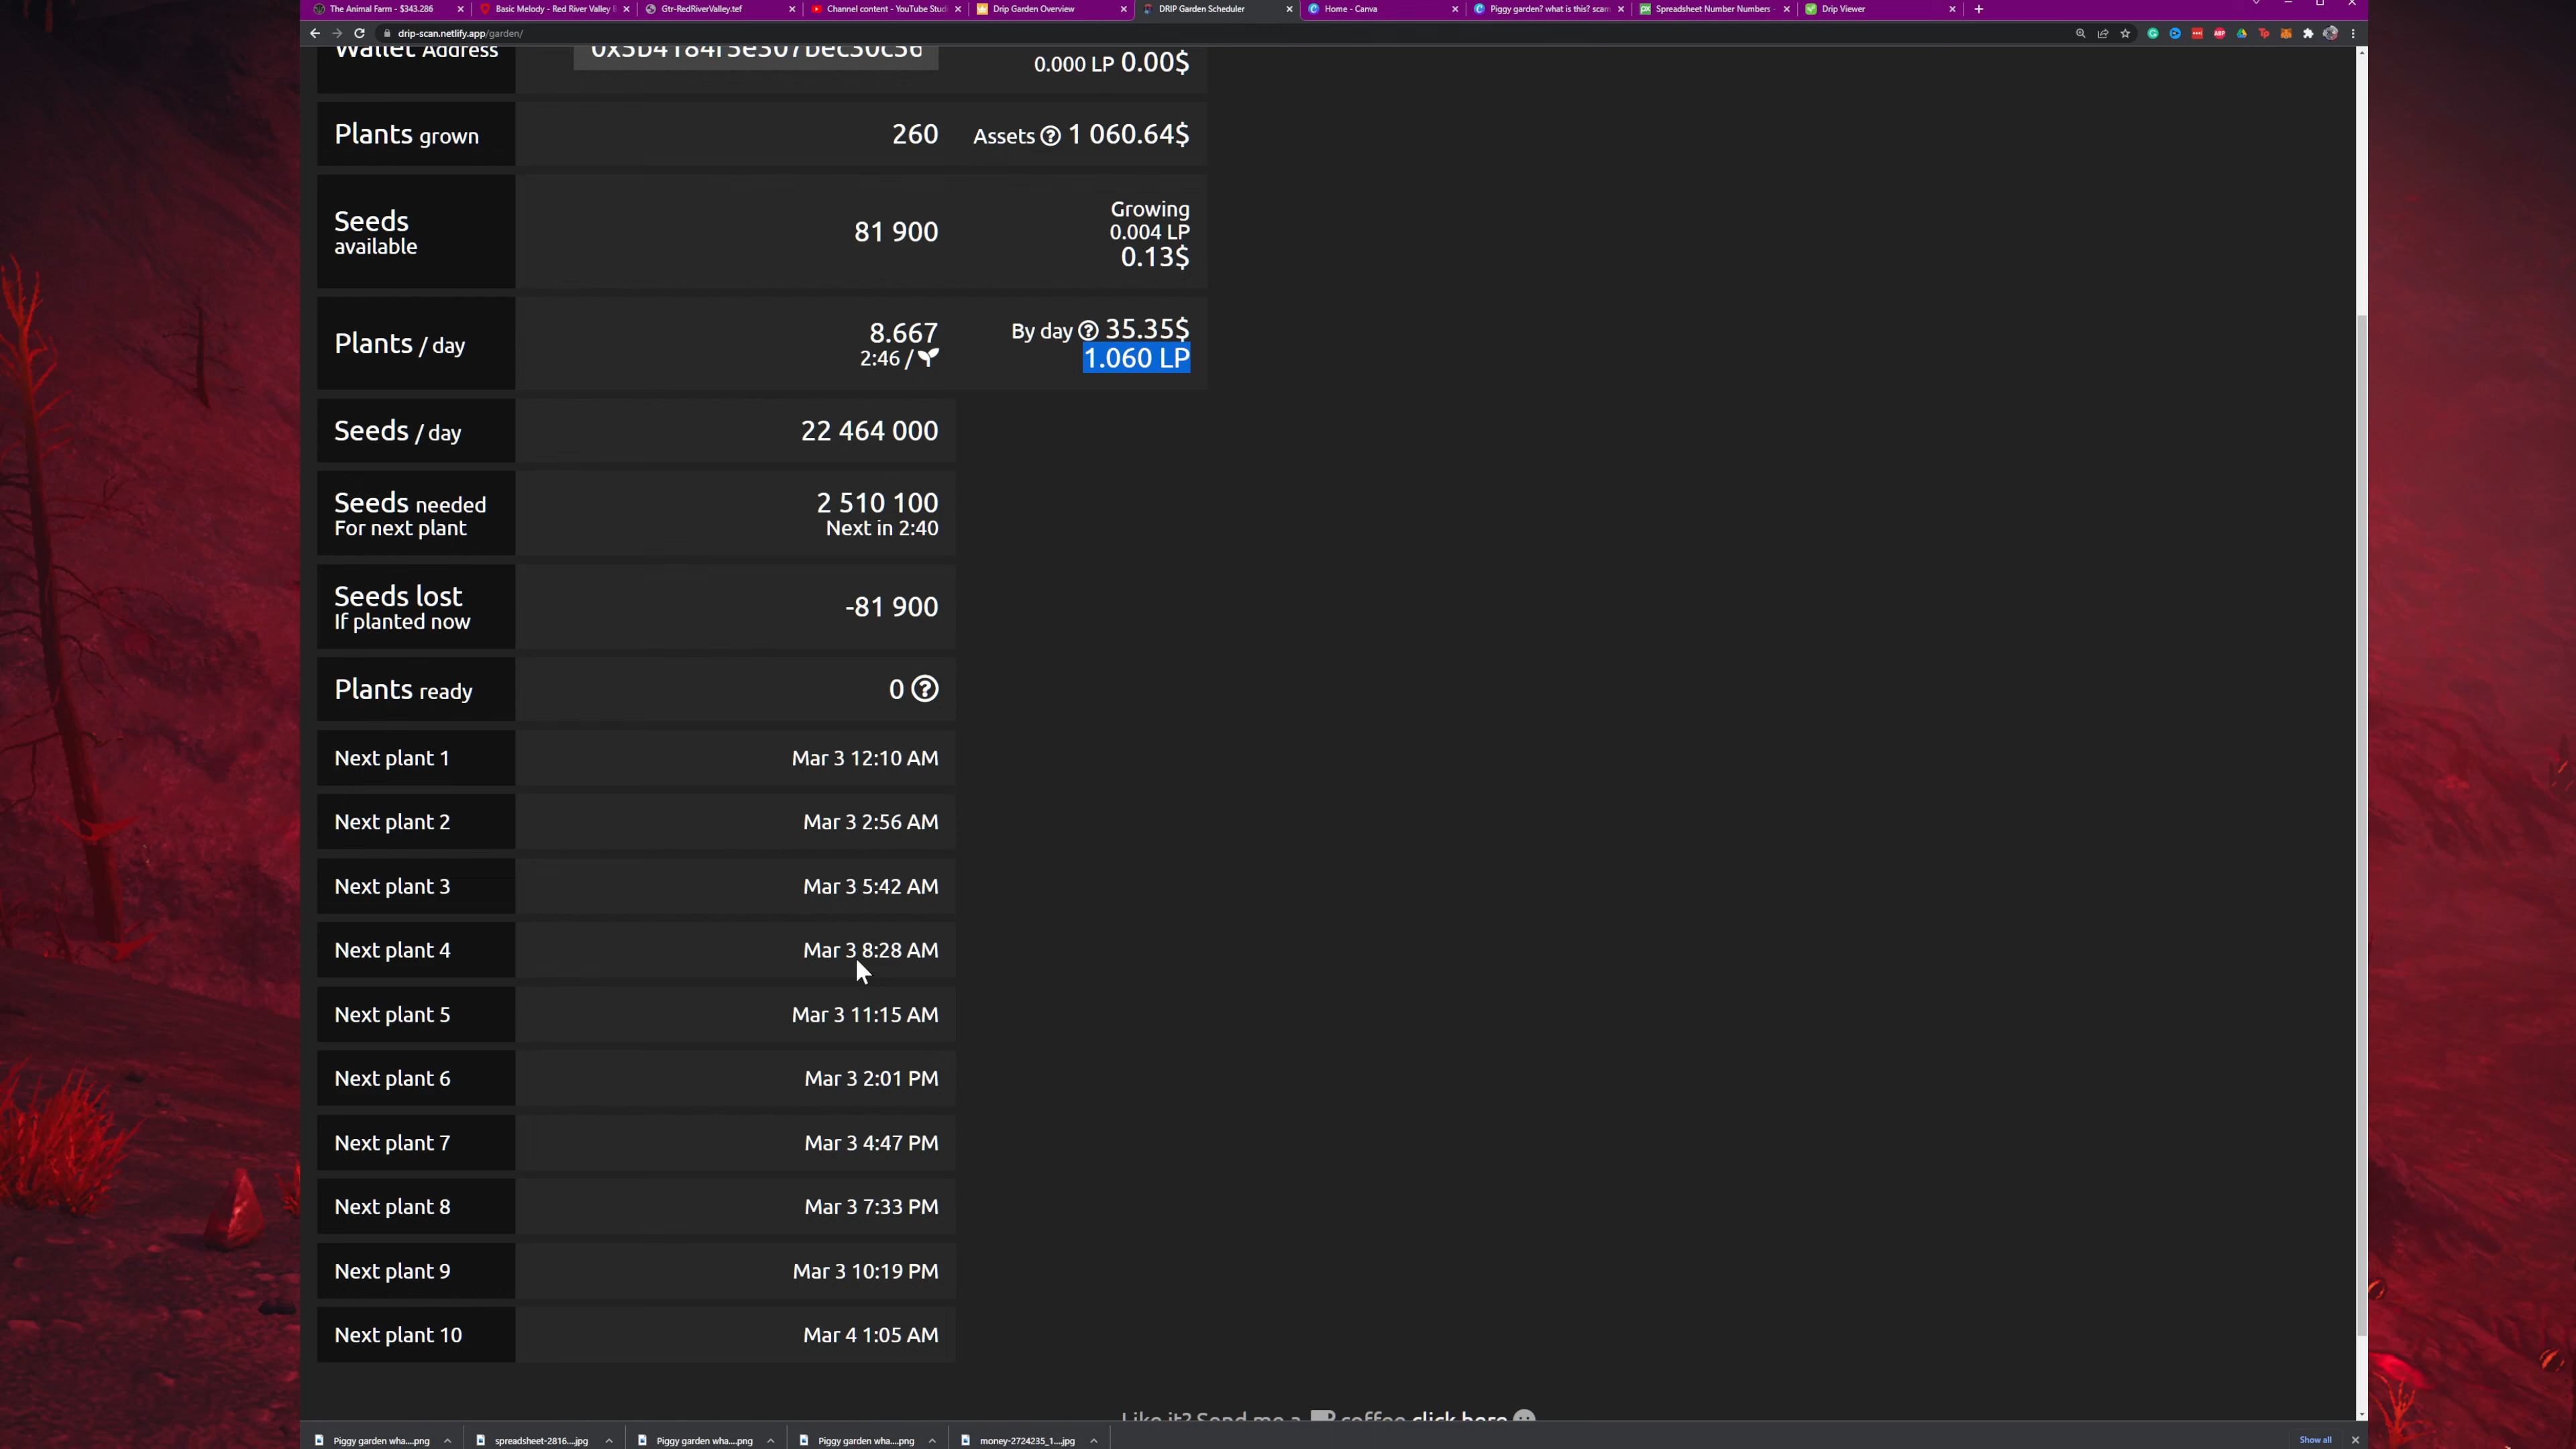 The Animal Farm - $343.286
Basic Melody - Red River Valley
Gtr-RedRiverValley.tef
Channel content - YouTube Stud
Drip Garden Overview
DRIP Garden Scheduler
Home - Canva
Piggy garden? what is this? scam
Spreadsheet Number Numbers -
Drip Viewer
drip-scan.netlify.app/garden/
Wallet Address
0.000 LP 0.00$
Plants grown
260
Assets ? 1 060.64$
Seeds
available
81 900
Growing
0.004 LP
0.13$
Plants / day
8.667
2:46 /
By day ? 35.35$
1.060 LP
Seeds / day
22 464 000
Seeds needed
For next plant
2 510 100
Next in 2:40
Seeds lost
If planted now
-81 900
Plants ready
0 ?
Next plant 1
Mar 3 12:10 AM
Next plant 2
Mar 3 2:56 AM
Next plant 3
Mar 3 5:42 AM
Next plant 4
Mar 3 8:28 AM
Next plant 5
Mar 3 11:15 AM
Next plant 6
Mar 3 2:01 PM
Next plant 7
Mar 3 4:47 PM
Next plant 8
Mar 3 7:33 PM
Next plant 9
Mar 3 10:19 PM
Next plant 10
Mar 4 1:05 AM
Like it? Send me a coffee click here
Piggy garden wha....png
spreadsheet-2816....jpg
Piggy garden wha....png
Piggy garden wha....png
money-2724235_1....jpg
Show all